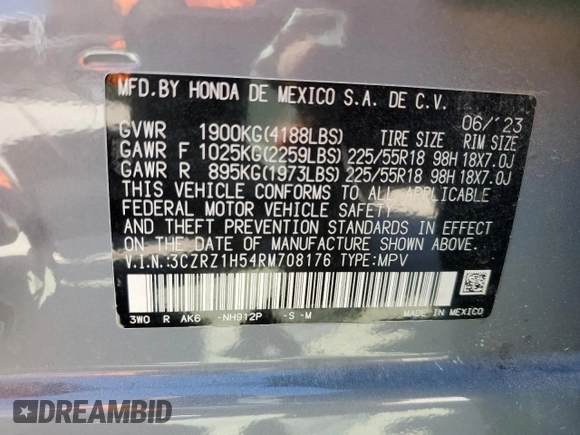 MFD.BY HONDA DE MEXICO S.A. DE C.V.
06/'23
GVWR 1900KG(4188LBS) TIRE SIZE RIM SIZE
GAWR F 1025KG(2259LBS) 225/55R18 98H 18X7.0J
GAWR R 895KG(1973LBS) 225/55R18 98H 18X7.0J
THIS VEHICLE CONFORMS TO ALL APPLICABLE
FEDERAL MOTOR VEHICLE SAFETY
AND THEFT PREVENTION STANDARDS IN EFFECT
ON THE DATE OF MANUFACTURE SHOWN ABOVE.
V.I.N.:3CZRZ1H54RM708176 TYPE:MPV
3W0 R AK6 -NH912P -S -M
MADE IN MEXICO
DREAMBID